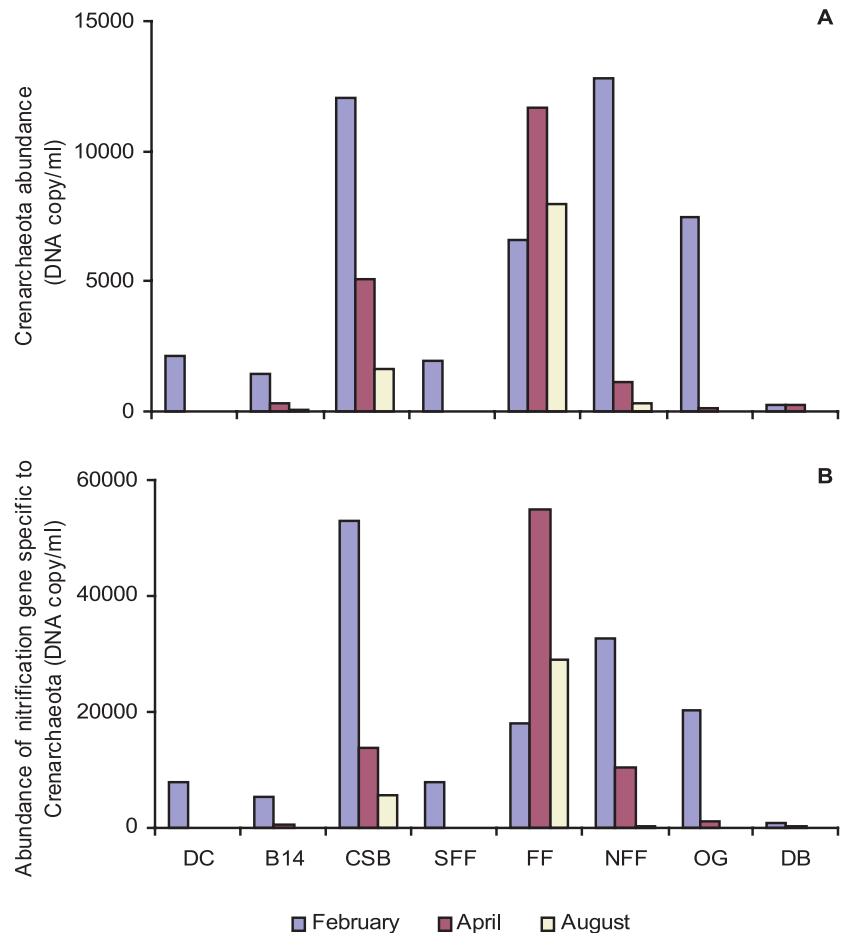 A
15000
10000
5000
0
Crenarchaeota abundance
(DNA copy/ml)
B
60000
40000
20000
0
Abundance of nitrification gene specific to
Crenarchaeota (DNA copy/ml)
DC B14 CSB SFF FF NFF OG DB
February April August